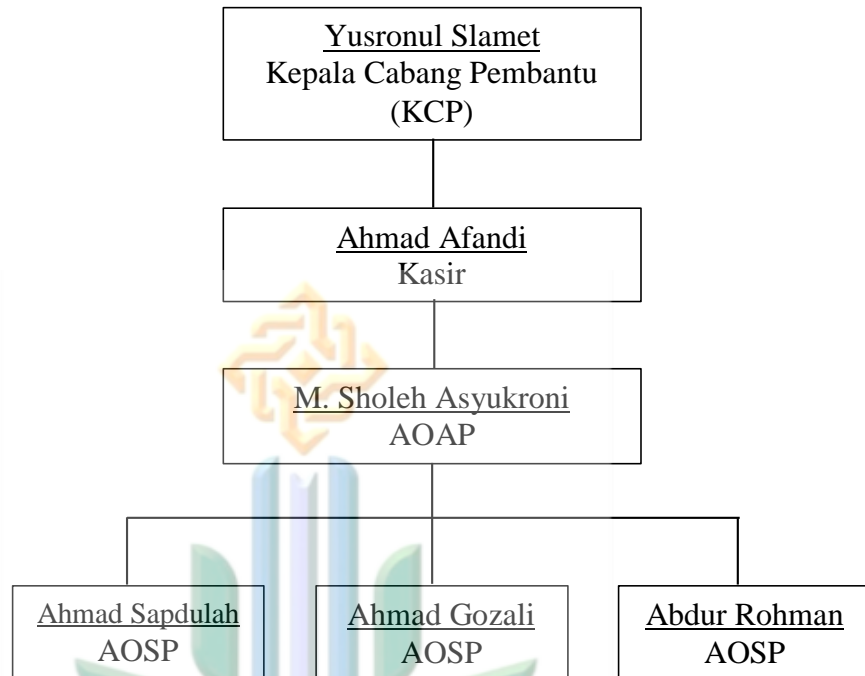 Yusronul Slamet
Kepala Cabang Pembantu
(KCP)
Ahmad Afandi
Kasir
M. Sholeh Asyukroni
AOAP
Ahmad Sapdulah
AOSP
Ahmad Gozali
AOSP
Abdur Rohman
AOSP